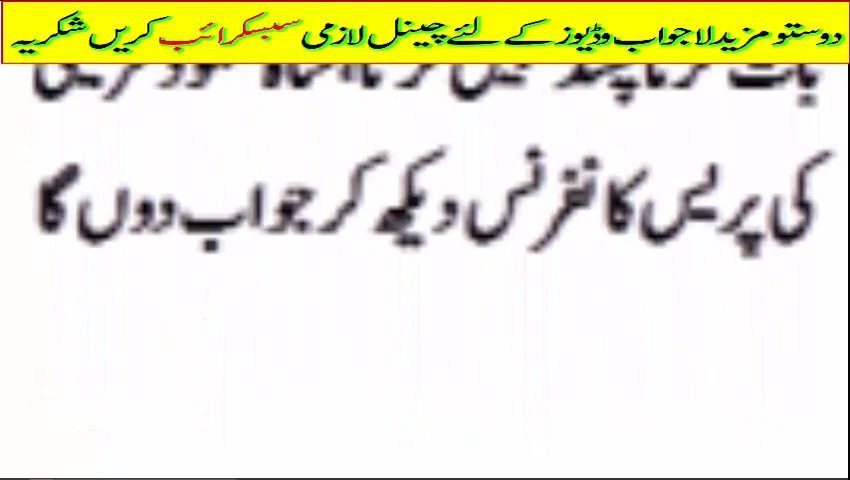 دوستو مزید لاجواب وڈیوز کے لئے چینل لازمی سبسکرائب کریں شکریہ
کی پریس کانفرنس دیکھ کر جواب دوں گا